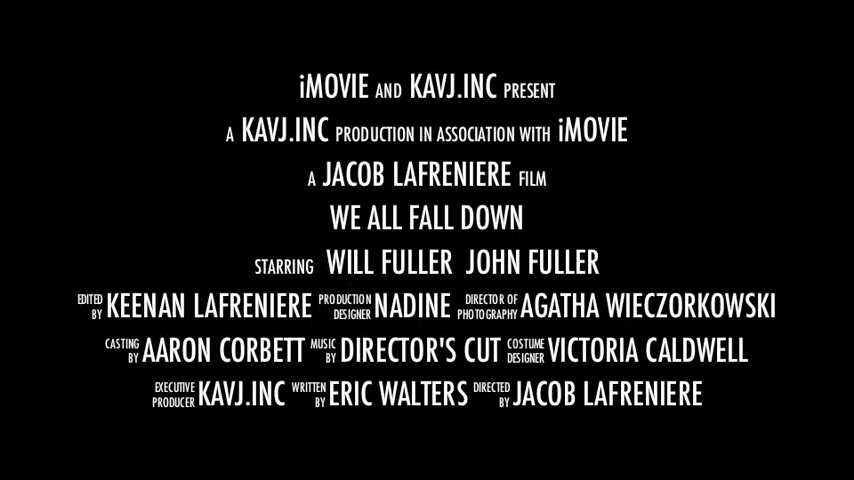 iMOVIE AND KAVJ.INC PRESENT
A KAVJ.INC PRODUCTION IN ASSOCIATION WITH iMOVIE
A JACOB LAFRENIERE FILM
WE ALL FALL DOWN
STARRING WILL FULLER JOHN FULLER
EDITED BY KEENAN LAFRENIERE PRODUCTION DESIGNER NADINE DIRECTOR OF PHOTOGRAPHY AGATHA WIECZORKOWSKI
CASTING BY AARON CORBETT MUSIC BY DIRECTOR'S CUT COSTUME DESIGNER VICTORIA CALDWELL
EXECUTIVE PRODUCER KAVJ.INC WRITTEN BY ERIC WALTERS DIRECTED BY JACOB LAFRENIERE